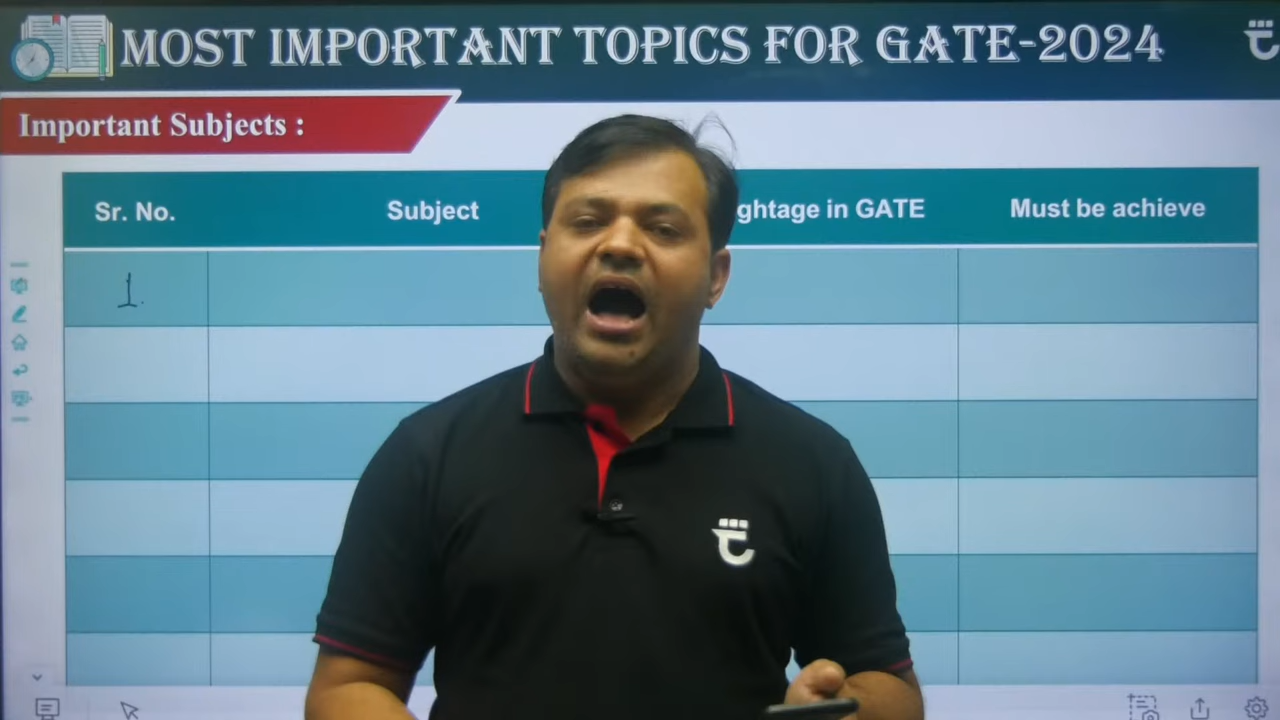 MOST IMPORTANT TOPICS FOR GATE-2024
Important Subjects :
Sr. No. Subject ghtage in GATE Must be achieve
1.